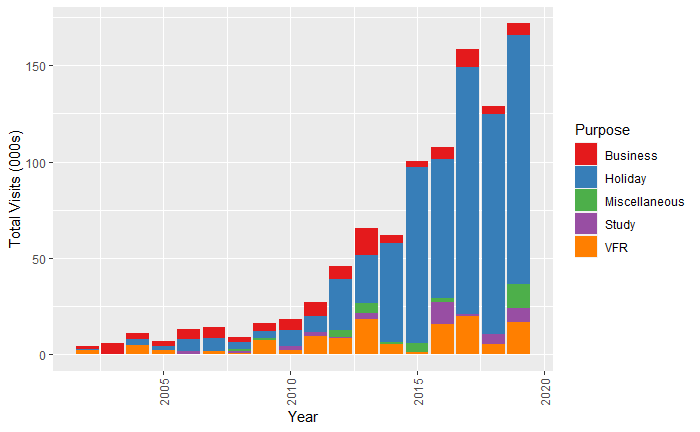 150
100
50
0
Total Visits (000s)
2005
2010
2015
2020
Year
Purpose
Business
Holiday
Miscellaneous
Study
VFR